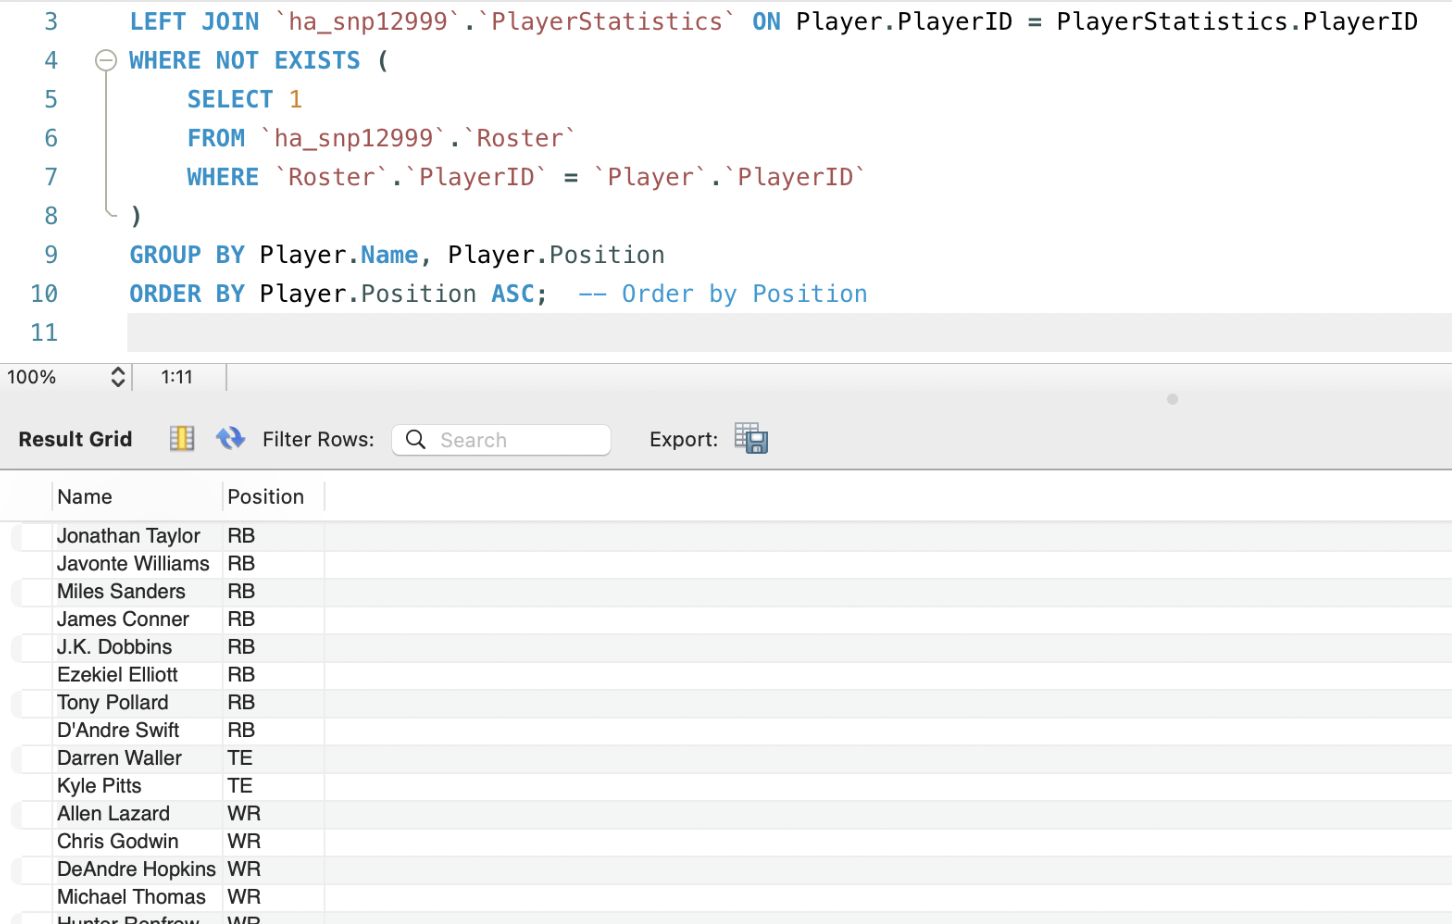 3 LEFT JOIN `ha_snp12999`.`PlayerStatistics` ON Player.PlayerID = PlayerStatistics.PlayerID
4 WHERE NOT EXISTS (
5 SELECT 1
6 FROM `ha_snp12999`.`Roster`
7 WHERE `Roster`.`PlayerID` = `Player`.`PlayerID`
8 )
9 GROUP BY Player.Name, Player.Position
10 ORDER BY Player.Position ASC;  -- Order by Position
11
100% 1:11
Result Grid Filter Rows: Search Export:
Name Position
Jonathan Taylor RB
Javonte Williams RB
Miles Sanders RB
James Conner RB
J.K. Dobbins RB
Ezekiel Elliott RB
Tony Pollard RB
D'Andre Swift RB
Darren Waller TE
Kyle Pitts TE
Allen Lazard WR
Chris Godwin WR
DeAndre Hopkins WR
Michael Thomas WR
Hunter Renfrow WR